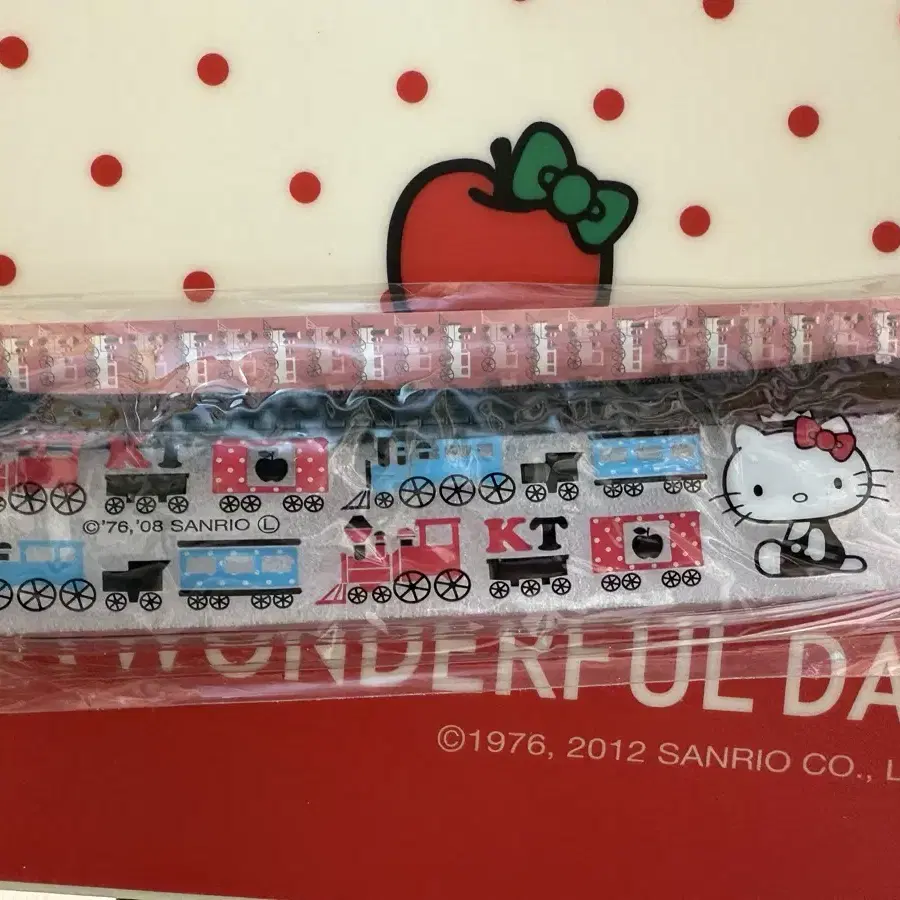 KT
©'76,'08 SANRIO Ⓛ
KT
WONDERFUL DA
©1976, 2012 SANRIO CO., L